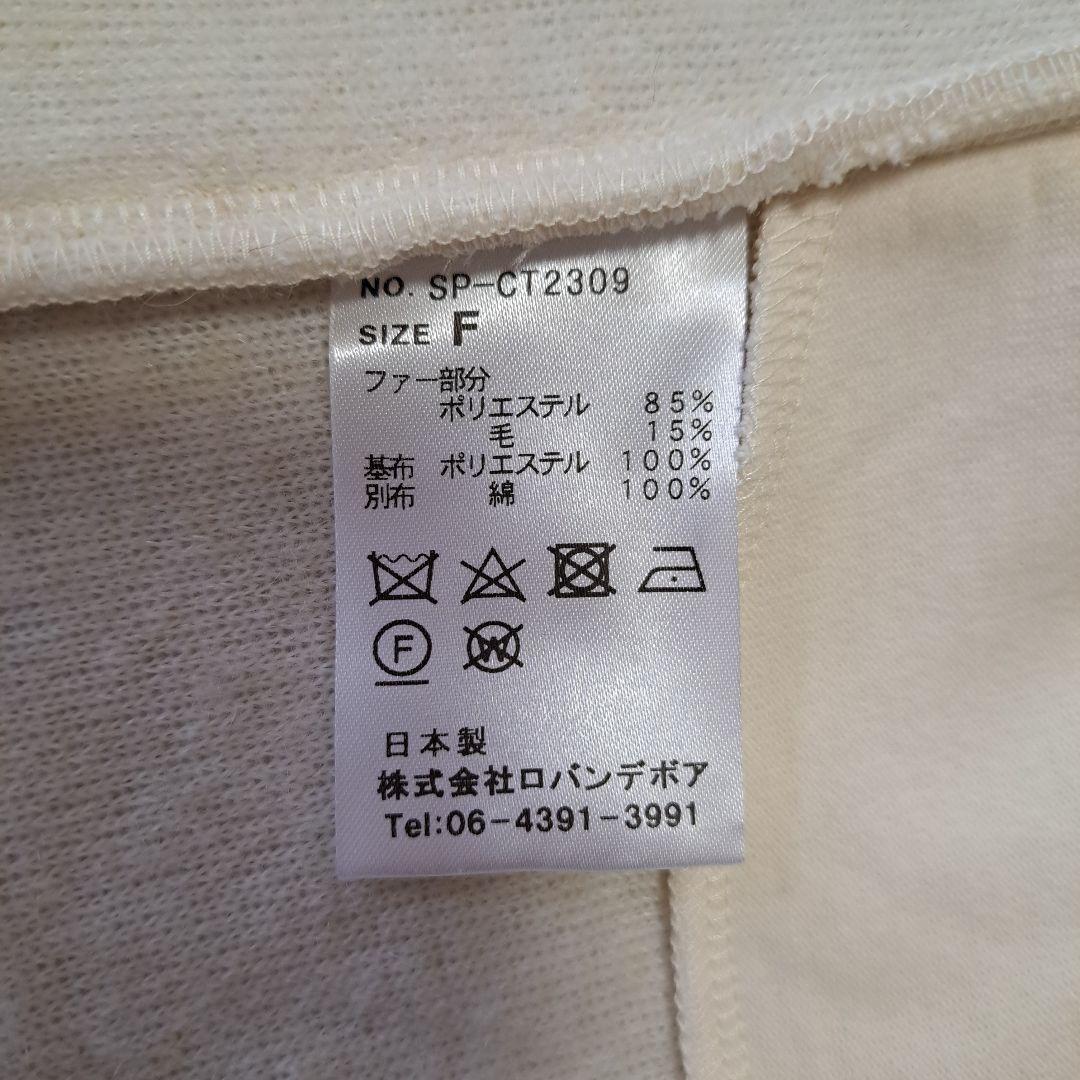 NO. SP-CT2309
SIZE F
ファー部分
ポリエステル 85%
毛 15%
基布 ポリエステル 100%
別布 綿 100%
F W
日本製
株式会社ロバンデボア
Tel:06-4391-3991